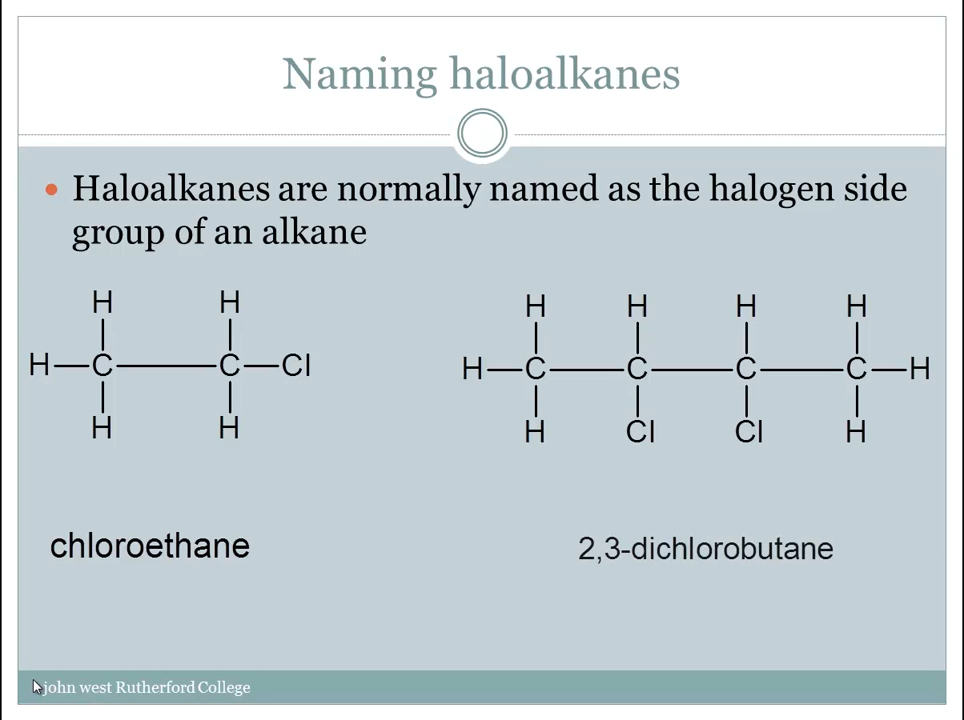 Naming haloalkanes
Haloalkanes are normally named as the halogen side
group of an alkane
H H
H C C Cl
H H
H H H H
H C C C C H
H Cl Cl H
chloroethane
2,3-dichlorobutane
john west Rutherford College